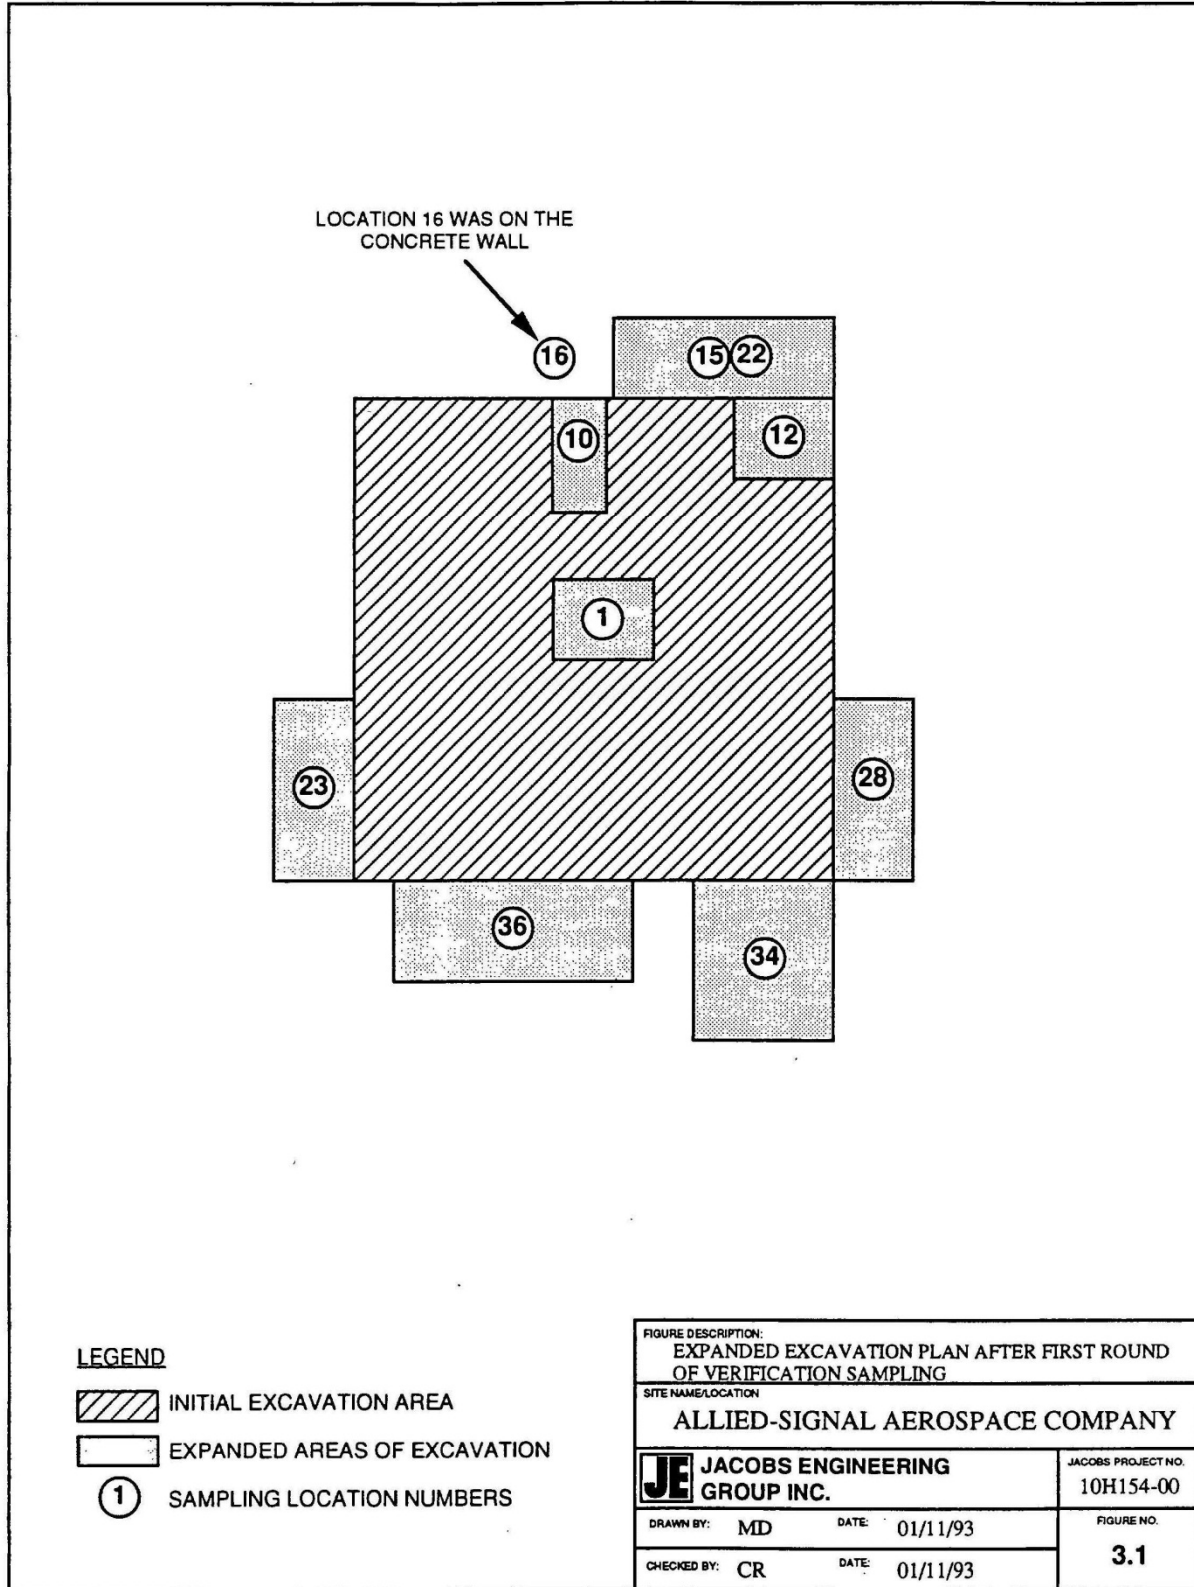 LOCATION 16 WAS ON THE
CONCRETE WALL
16
15 22
10
12
1
23
28
36
34
LEGEND
INITIAL EXCAVATION AREA
EXPANDED AREAS OF EXCAVATION
1 SAMPLING LOCATION NUMBERS
FIGURE DESCRIPTION:
EXPANDED EXCAVATION PLAN AFTER FIRST ROUND
OF VERIFICATION SAMPLING
SITE NAME/LOCATION
ALLIED-SIGNAL AEROSPACE COMPANY
JE JACOBS ENGINEERING
GROUP INC.
JACOBS PROJECT NO.
10H154-00
DRAWN BY: MD DATE: 01/11/93
CHECKED BY: CR DATE: 01/11/93
FIGURE NO.
3.1